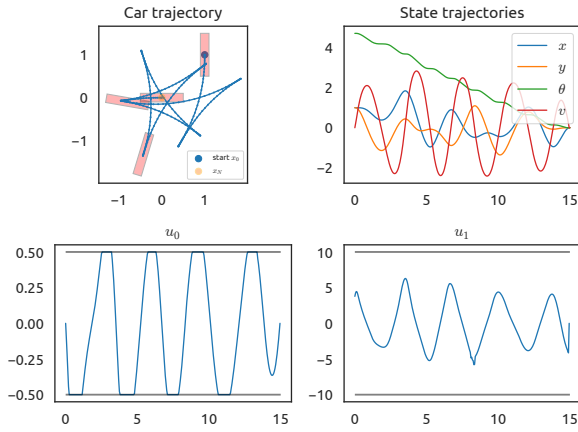 Car trajectory
1
0
−1
−1 0 1
start x₀
x_N
State trajectories
4
2
0
−2
0 5 10 15
x
y
θ
v
u₀
0.50
0.25
0.00
−0.25
−0.50
0 5 10 15
u₁
10
5
0
−5
−10
0 5 10 15